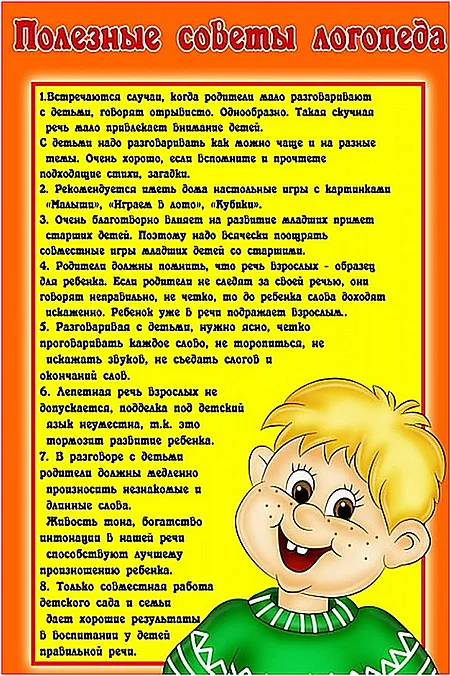 Полезные советы логопеда
1.Встречаются случаи, когда родители мало разговаривают
с детьми, говорят отрывисто. Однообразно. Такая скучная
речь мало привлекает внимание детей.
С детьми надо разговаривать как можно чаще и на разные
темы. Очень хорошо, если вспомните и прочтете
подходящие стихи, загадки.
2. Рекомендуется иметь дома настольные игры с картинками
«Малыши», «Играем в лото», «Кубики».
3. Очень благотворно влияет на развитие младших примет
старших детей. Поэтому надо всячески поощрять
совместные игры младших детей со старшими.
4. Родители должны помнить, что речь взрослых - образец
для ребенка. Если родители не следят за своей речью, они
говорят неправильно, не четко, то до ребенка слова доходят
искаженно. Ребенок уже в речи подражает взрослым..
5. Разговаривая с детьми, нужно ясно, четко
проговаривать каждое слово, не торопиться, не
искажать звуков, не съедать слогов и
окончаний слов.
6. Лепетная речь взрослых не
допускается, подделка под детский
язык неуместна, т.к. это
тормозит развитие ребенка.
7. В разговоре с детьми
родители должны медленно
произносить незнакомые и
длинные слова.
Живость тона, богатство
интонации в нашей речи
способствуют лучшему
произношению ребенка.
8. Только совместная работа
детского сада и семьи
дает хорошие результаты
в воспитании у детей
правильной речи.